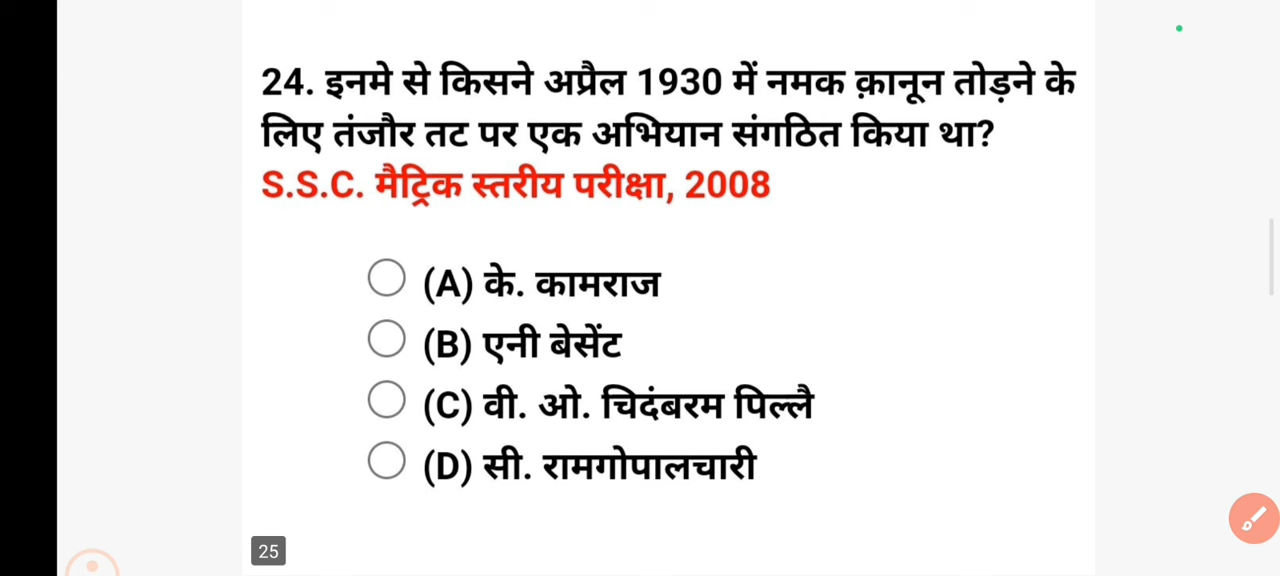 24. इनमे से किसने अप्रैल 1930 में नमक क़ानून तोड़ने के
लिए तंजौर तट पर एक अभियान संगठित किया था?
S.S.C. मैट्रिक स्तरीय परीक्षा, 2008
(A) के. कामराज
(B) एनी बेसेंट
(C) वी. ओ. चिदंबरम पिल्लै
(D) सी. रामगोपालचारी
25